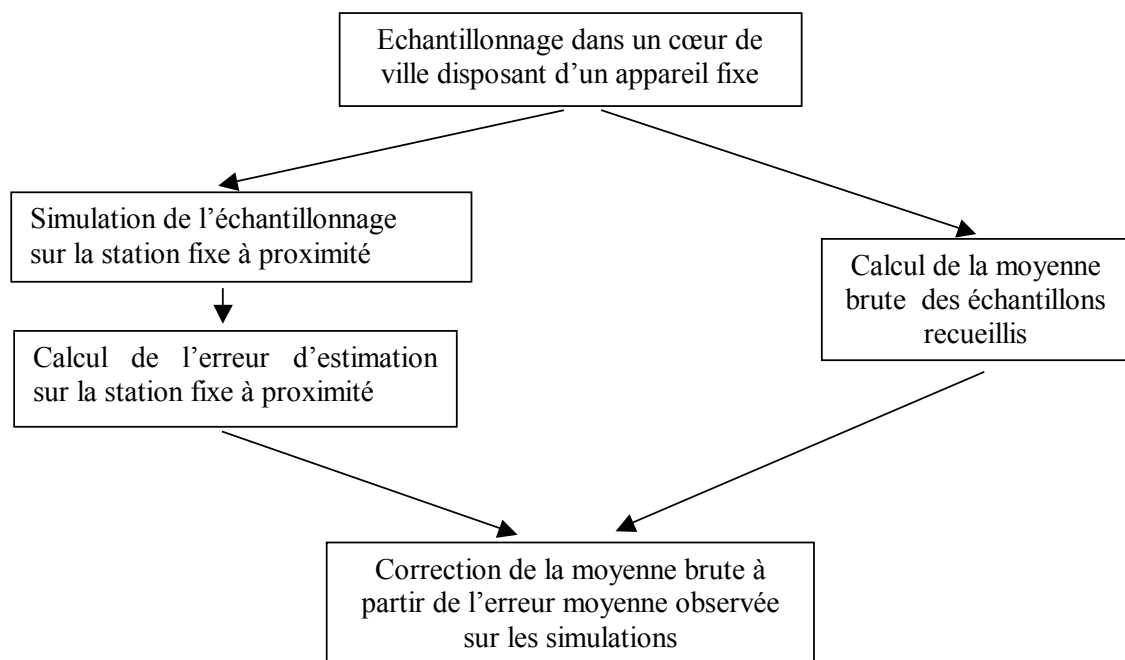 Echantillonnage dans un cœur de
ville disposant d’un appareil fixe
Simulation de l’échantillonnage
sur la station fixe à proximité
Calcul de la moyenne
brute des échantillons
recueillis
Calcul de l’erreur d’estimation
sur la station fixe à proximité
Correction de la moyenne brute à
partir de l’erreur moyenne observée
sur les simulations